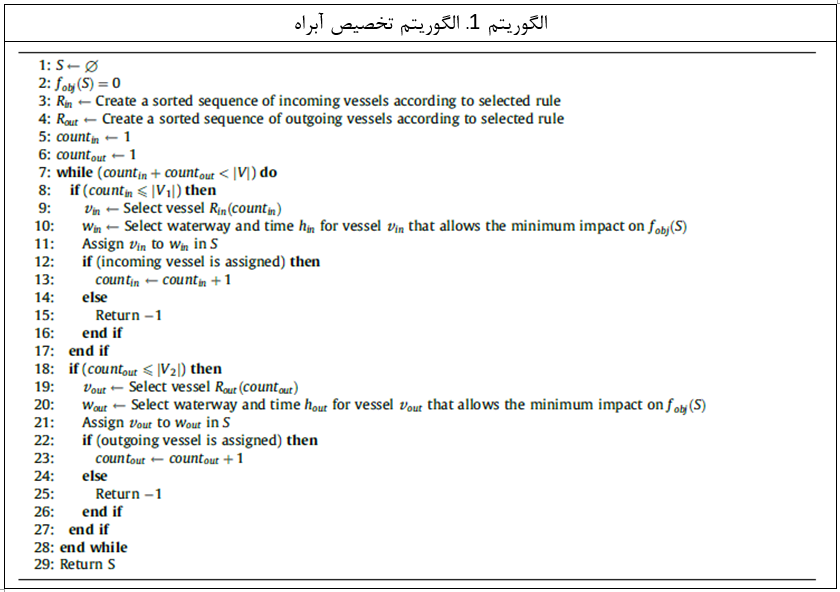 الگوریتم 1. الگوریتم تخصیص آبراه
1: S ← ∅
2: f_obj(S) = 0
3: R_in ← Create a sorted sequence of incoming vessels according to selected rule
4: R_out ← Create a sorted sequence of outgoing vessels according to selected rule
5: count_in ← 1
6: count_out ← 1
7: while (count_in + count_out < |V|) do
8: if (count_in ⩽ |V_1|) then
9: v_in ← Select vessel R_in(count_in)
10: w_in ← Select waterway and time h_in for vessel v_in that allows the minimum impact on f_obj(S)
11: Assign v_in to w_in in S
12: if (incoming vessel is assigned) then
13: count_in ← count_in + 1
14: else
15: Return −1
16: end if
17: end if
18: if (count_out ⩽ |V_2|) then
19: v_out ← Select vessel R_out(count_out)
20: w_out ← Select waterway and time h_out for vessel v_out that allows the minimum impact on f_obj(S)
21: Assign v_out to w_out in S
22: if (outgoing vessel is assigned) then
23: count_out ← count_out + 1
24: else
25: Return −1
26: end if
27: end if
28: end while
29: Return S